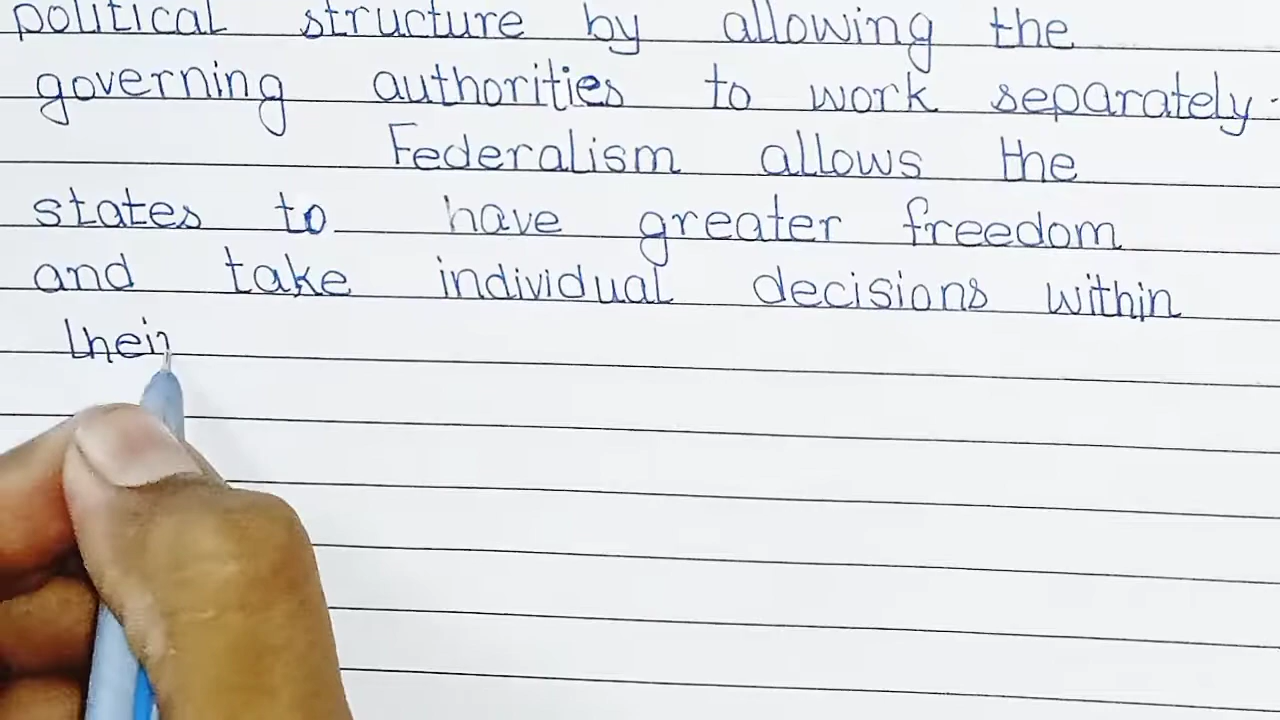 political structure by allowing the
governing authorities to work separately.
Federalism allows the
states to have greater freedom
and take individual decisions within
their